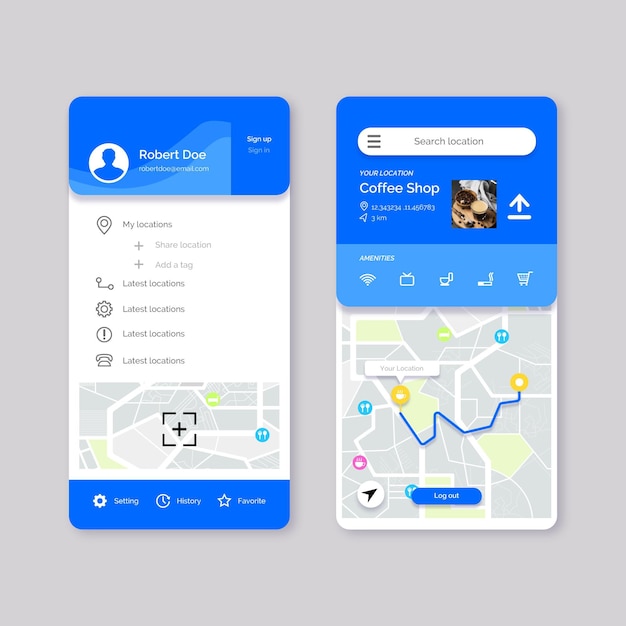 Sign up
Sign in
Robert Doe
robertdoe@email.com
My locations
Share location
Add a tag
Latest locations
Latest locations
Latest locations
Latest locations
Setting
History
Favorite
Search location
YOUR LOCATION
Coffee Shop
12.343234 .11.456783
3 km
AMENITIES
Your Location
Log out